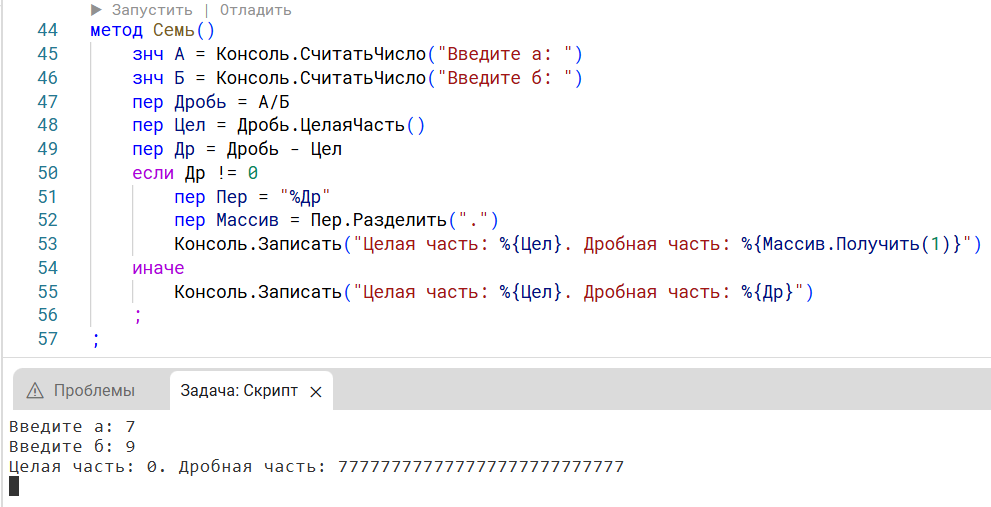 ▶ Запустить | Отладить
44 метод Семь()
45 знч А = Консоль.СчитатьЧисло("Введите а: ")
46 знч Б = Консоль.СчитатьЧисло("Введите б: ")
47 пер Дробь = А/Б
48 пер Цел = Дробь.ЦелаяЧасть()
49 пер Др = Дробь - Цел
50 если Др != 0
51 пер Пер = "%Др"
52 пер Массив = Пер.Разделить(".")
53 Консоль.Записать("Целая часть: %{Цел}. Дробная часть: %{Массив.Получить(1)}")
54 иначе
55 Консоль.Записать("Целая часть: %{Цел}. Дробная часть: %{Др}")
56 ;
57 ;
Проблемы Задача: Скрипт ×
Введите а: 7
Введите б: 9
Целая часть: 0. Дробная часть: 777777777777777777777777777